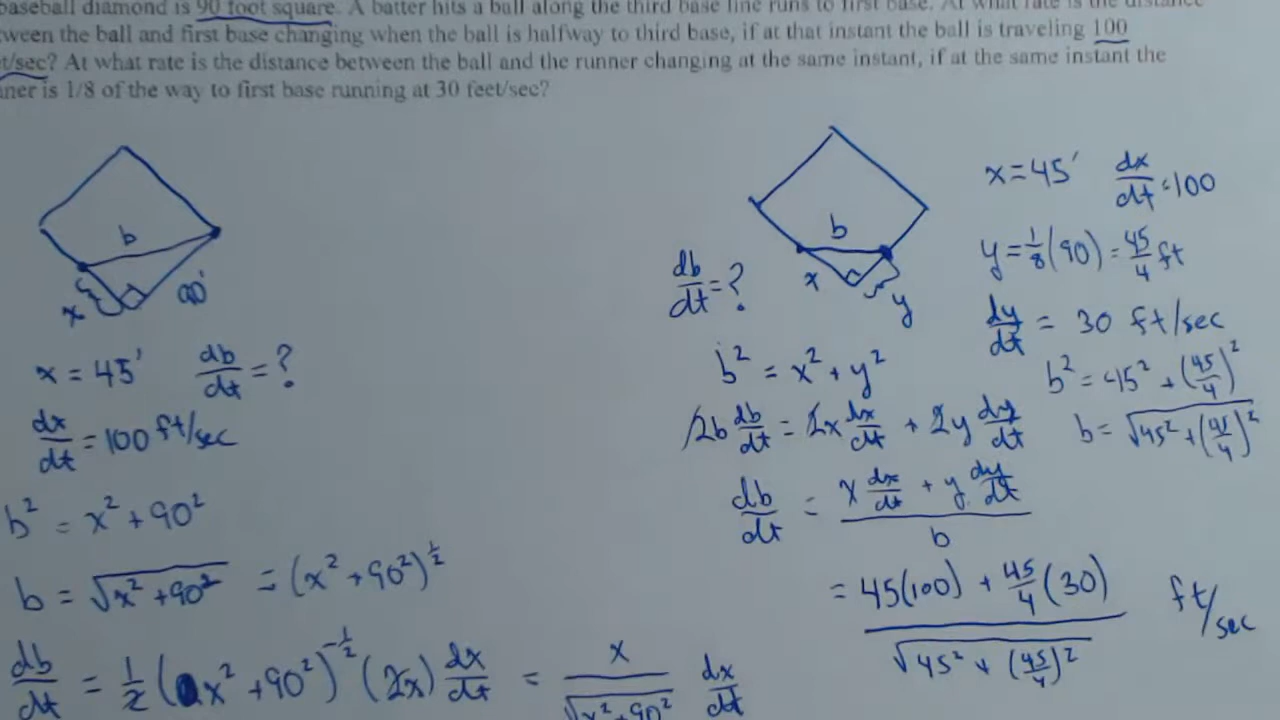 baseball diamond is 90 foot square. A batter hits a ball along the third base line runs to first base. At what rate is the distance
ween the ball and first base changing when the ball is halfway to third base, if at that instant the ball is traveling 100
t/sec? At what rate is the distance between the ball and the runner changing at the same instant, if at the same instant the
ner is 1/8 of the way to first base running at 30 feet/sec?
b
x
90'
x = 45'   db/dt = ?
dx/dt = 100 ft/sec
b² = x² + 90²
b = √(x² + 90²) = (x² + 90²)^(1/2)
db/dt = 1/2 (x² + 90²)^(-1/2) (2x) dx/dt = x/√(x² + 90²) dx/dt
b
x
y
db/dt = ?
x = 45'   dx/dt = 100
y = 1/8 (90) = 45/4 ft
dy/dt = 30 ft/sec
b² = x² + y²
b² = 45² + (45/4)²
2b db/dt = 2x dx/dt + 2y dy/dt
b = √(45² + (45/4)²)
db/dt = (x dx/dt + y dy/dt)/b
= (45(100) + 45/4 (30))/√(45² + (45/4)²) ft/sec